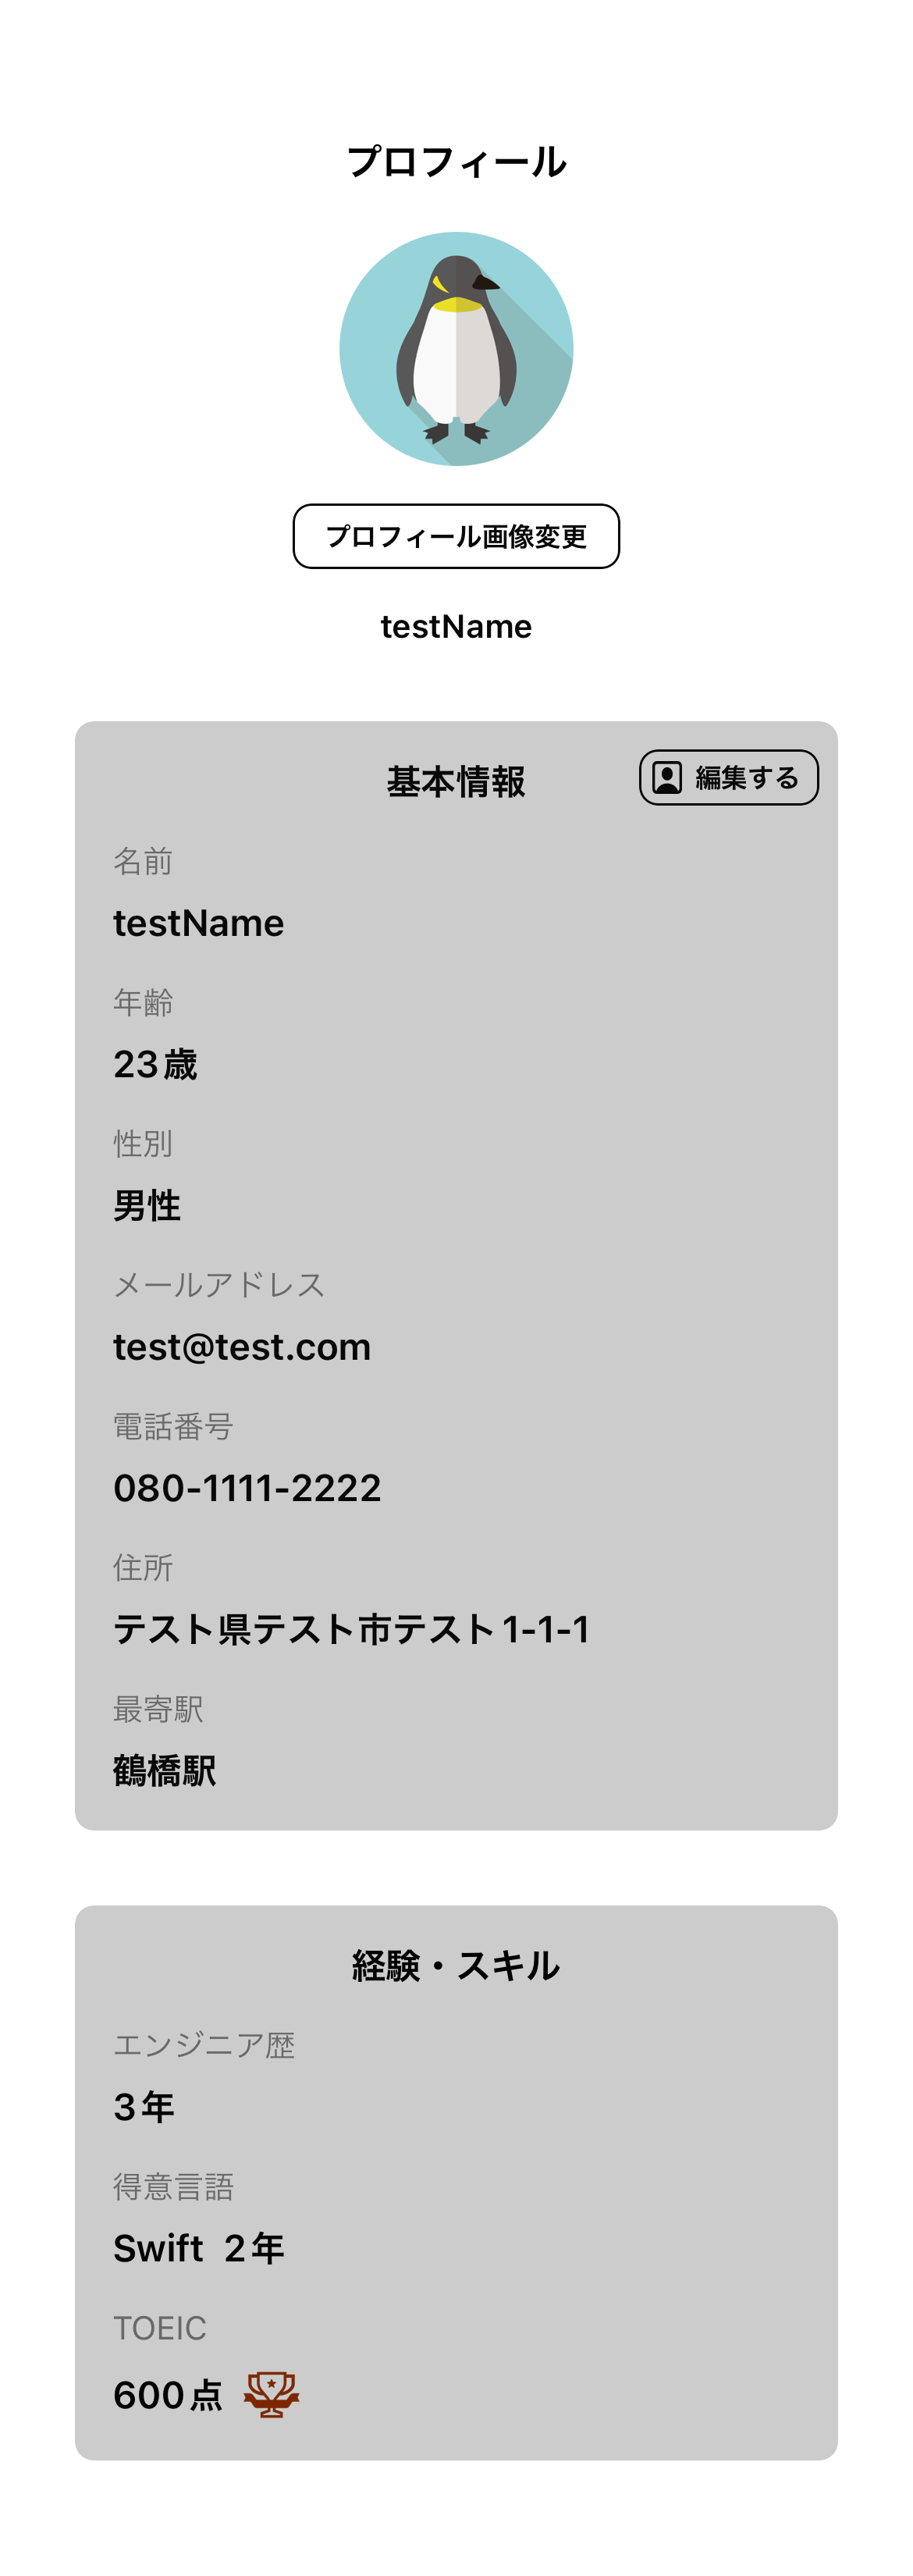 プロフィール
プロフィール画像変更
testName
基本情報
編集する
名前
testName
年齢
23歳
性別
男性
メールアドレス
test@test.com
電話番号
080-1111-2222
住所
テスト県テスト市テスト1-1-1
最寄駅
鶴橋駅
経験・スキル
エンジニア歴
3年
得意言語
Swift 2年
TOEIC
600点